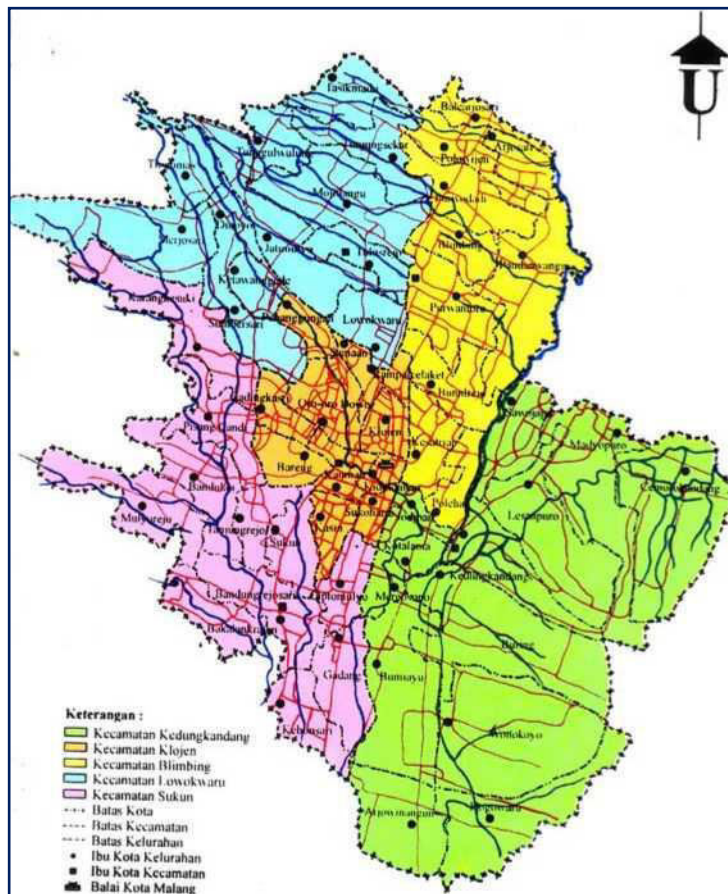 U
Tasikmadu
Balearjosari
Arjosari
Tunggulwulung
Tunjungsekar
Polowijen
Tlogomas
Mojolangu
Purwodadi
Merjosari
Dinoyo
Jatimulyo
Tulusrejo
Blimbing
Pandanwangi
Ketawanggede
Karangbesuki
Sumbersari
Penanggungan
Lowokwaru
Purwantoro
Samaan
Rampalcelaket
Bunulrejo
Gadingkasri
Oro-oro Dowo
Sawojajar
Pisang Candi
Klojen
Madyopuro
Kesatrian
Bareng
Cemorokandang
Bandulan
Polehan
Lesanpuro
Mulyorejo
Sukoharjo
Tanjungrejo
Kasin
Sukun
Kotalama
Kedungkandang
Bandungrejosari
Ciptomulyo
Mergosono
Bakalankrajan
Buring
Gadang
Bumiayu
Kebonsari
Wonokoyo
Arjowinangun
Tlogowaru
Keterangan :
Kecamatan Kedungkandang
Kecamatan Klojen
Kecamatan Blimbing
Kecamatan Lowokwaru
Kecamatan Sukun
Batas Kota
Batas Kecamatan
Batas Kelurahan
Ibu Kota Kelurahan
Ibu Kota Kecamatan
Balai Kota Malang